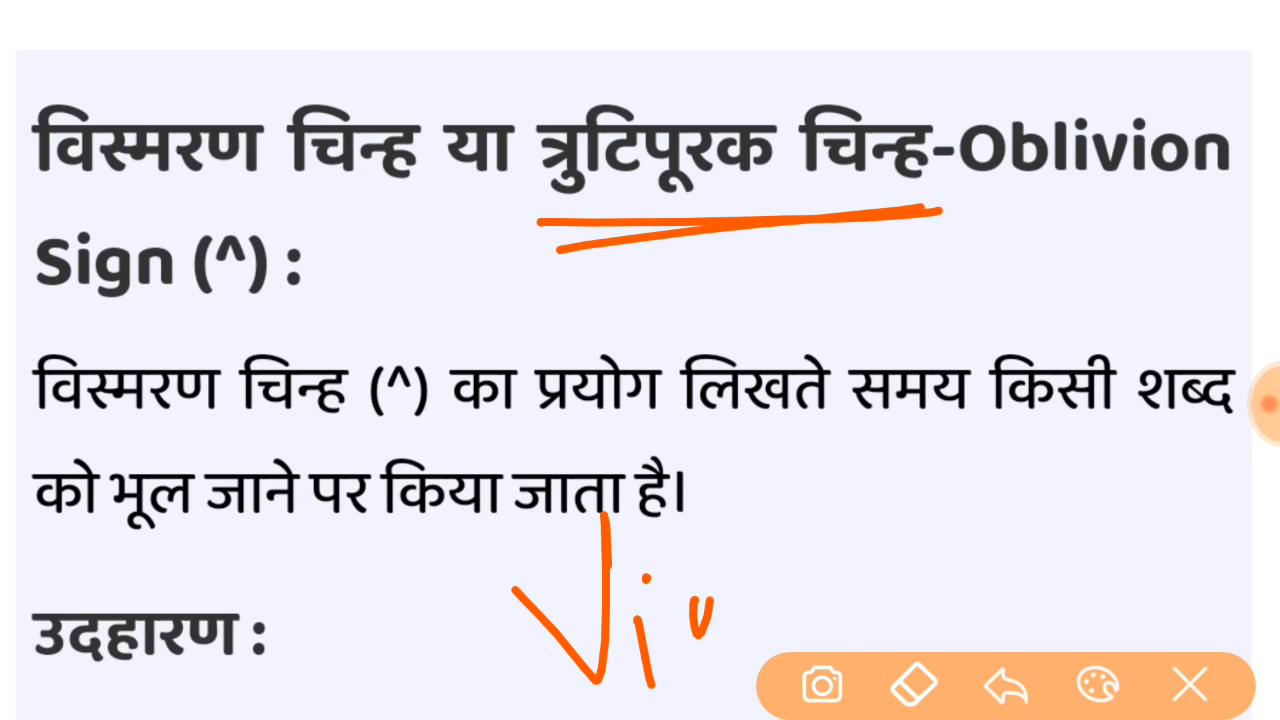 विस्मरण चिन्ह या त्रुटिपूरक चिन्ह-Oblivion
Sign (^) :
विस्मरण चिन्ह (^) का प्रयोग लिखते समय किसी शब्द
को भूल जाने पर किया जाता है।
उदहारण :